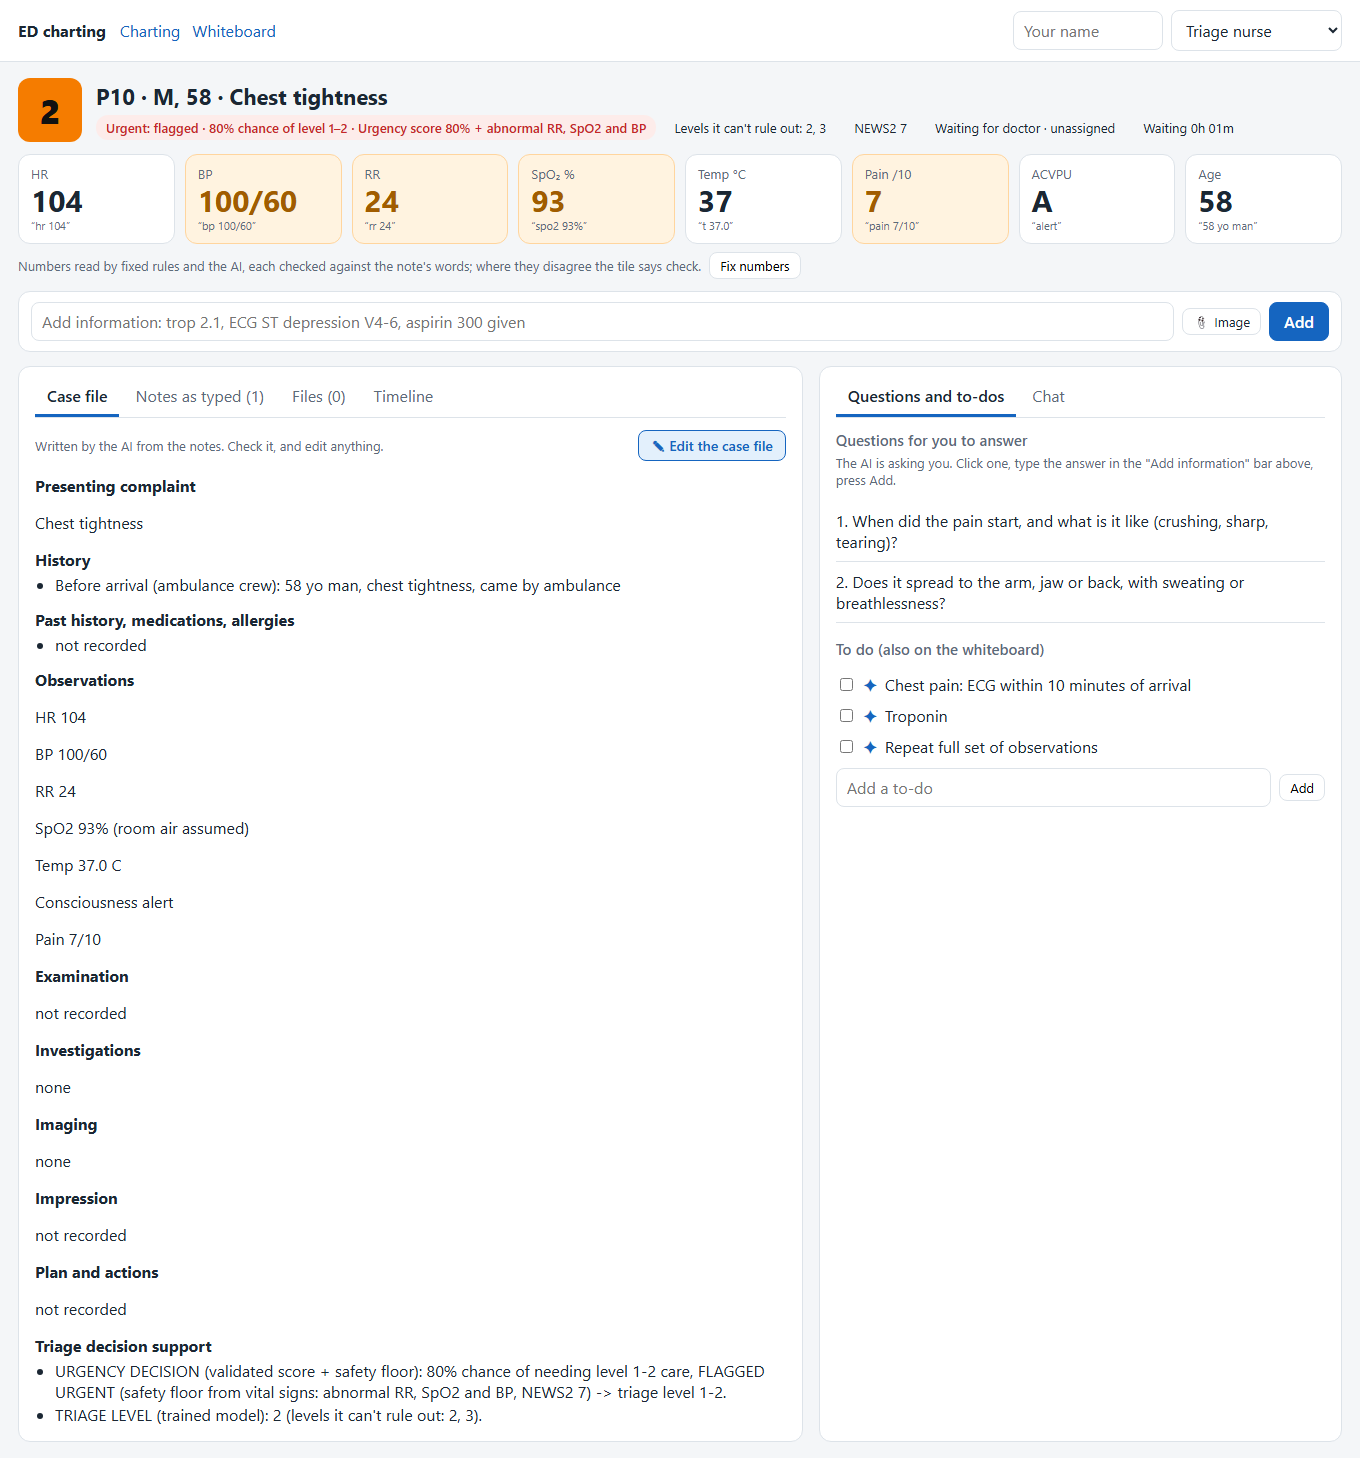 ED charting Charting Whiteboard Your name Triage nurse
2
P10 · M, 58 · Chest tightness
Urgent: flagged · 80% chance of level 1–2 · Urgency score 80% + abnormal RR, SpO2 and BP Levels it can't rule out: 2, 3 NEWS2 7 Waiting for doctor · unassigned Waiting 0h 01m
HR
104
"hr 104"
BP
100/60
"bp 100/60"
RR
24
"rr 24"
SpO₂ %
93
"spo2 93%"
Temp °C
37
"t 37.0"
Pain /10
7
"pain 7/10"
ACVPU
A
"alert"
Age
58
"58 yo man"
Numbers read by fixed rules and the AI, each checked against the note's words; where they disagree the tile says check. Fix numbers
Add information: trop 2.1, ECG ST depression V4-6, aspirin 300 given Image Add
Case file Notes as typed (1) Files (0) Timeline
Written by the AI from the notes. Check it, and edit anything. Edit the case file
Presenting complaint
Chest tightness
History
• Before arrival (ambulance crew): 58 yo man, chest tightness, came by ambulance
Past history, medications, allergies
• not recorded
Observations
HR 104
BP 100/60
RR 24
SpO2 93% (room air assumed)
Temp 37.0 C
Consciousness alert
Pain 7/10
Examination
not recorded
Investigations
none
Imaging
none
Impression
not recorded
Plan and actions
not recorded
Triage decision support
• URGENCY DECISION (validated score + safety floor): 80% chance of needing level 1-2 care, FLAGGED
URGENT (safety floor from vital signs: abnormal RR, SpO2 and BP, NEWS2 7) -> triage level 1-2.
• TRIAGE LEVEL (trained model): 2 (levels it can't rule out: 2, 3).
Questions and to-dos Chat
Questions for you to answer
The AI is asking you. Click one, type the answer in the "Add information" bar above,
press Add.
1. When did the pain start, and what is it like (crushing, sharp,
tearing)?
2. Does it spread to the arm, jaw or back, with sweating or
breathlessness?
To do (also on the whiteboard)
Chest pain: ECG within 10 minutes of arrival
Troponin
Repeat full set of observations
Add a to-do Add